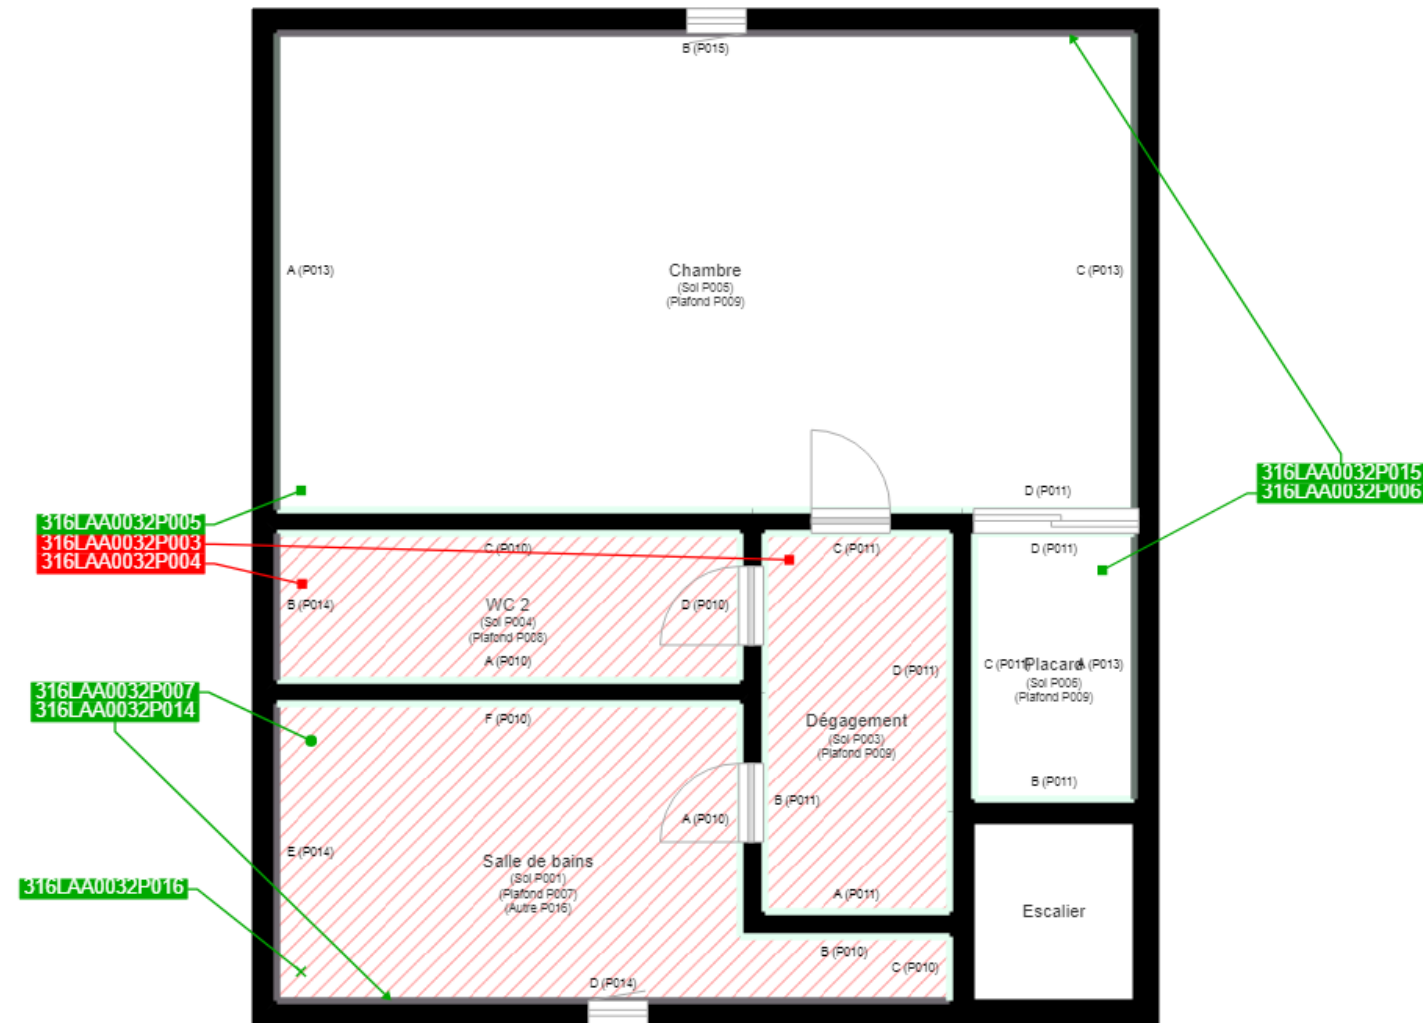 B (P015)
A (P013)
Chambre
(Sol P005)
(Plafond P009)
C (P013)
316LAA0032P015
316LAA0032P006
D (P011)
316LAA0032P005
316LAA0032P003
316LAA0032P004
C (P010)
C (P011)
D (P011)
B (P014)
WC 2
(Sol P004)
(Plafond P008)
D (P010)
A (P010)
D (P011)
C (P011)
Placard
A (P013)
(Sol P006)
(Plafond P009)
316LAA0032P007
316LAA0032P014
F (P010)
Dégagement
(Sol P003)
(Plafond P009)
B (P011)
B (P011)
A (P010)
E (P014)
Salle de bains
(Sol P001)
(Plafond P007)
(Autre P016)
316LAA0032P016
A (P011)
Escalier
B (P010)
C (P010)
D (P014)